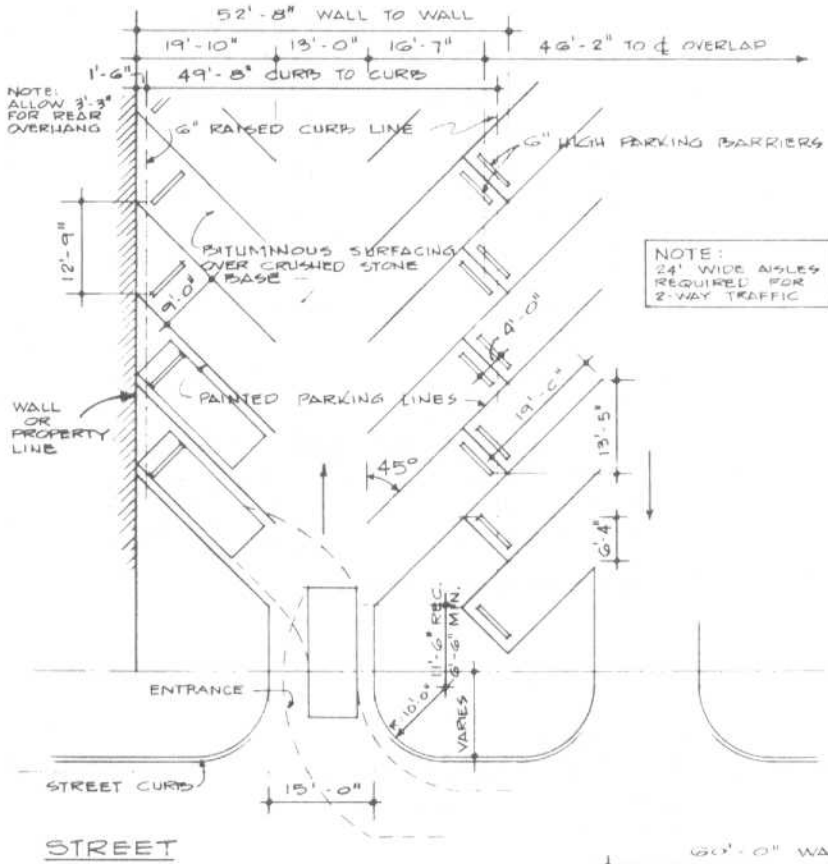 52'-8" WALL TO WALL
19'-10" 13'-0" 16'-7" 46'-2" TO ℄ OVERLAP
1'-6" 49'-8" CURB TO CURB
NOTE:
ALLOW 3'-3"
FOR REAR
OVERHANG
6" RAISED CURB LINE
6" HIGH PARKING BARRIERS
12'-9"
BITUMINOUS SURFACING
OVER CRUSHED STONE
BASE
NOTE:
24' WIDE AISLES
REQUIRED FOR
2-WAY TRAFFIC
9'-0"
4'-0"
WALL
OR
PROPERTY
LINE
PAINTED PARKING LINES
19'-6"
13'-5"
45°
6'-4"
11'-6" REC.
6'-6" MIN.
ENTRANCE
10'-0"
VARIES
STREET CURB
15'-0"
STREET
60'-0" WA